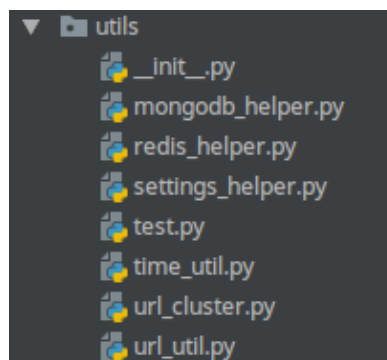 utils
__init__.py
mongodb_helper.py
redis_helper.py
settings_helper.py
test.py
time_util.py
url_cluster.py
url_util.py